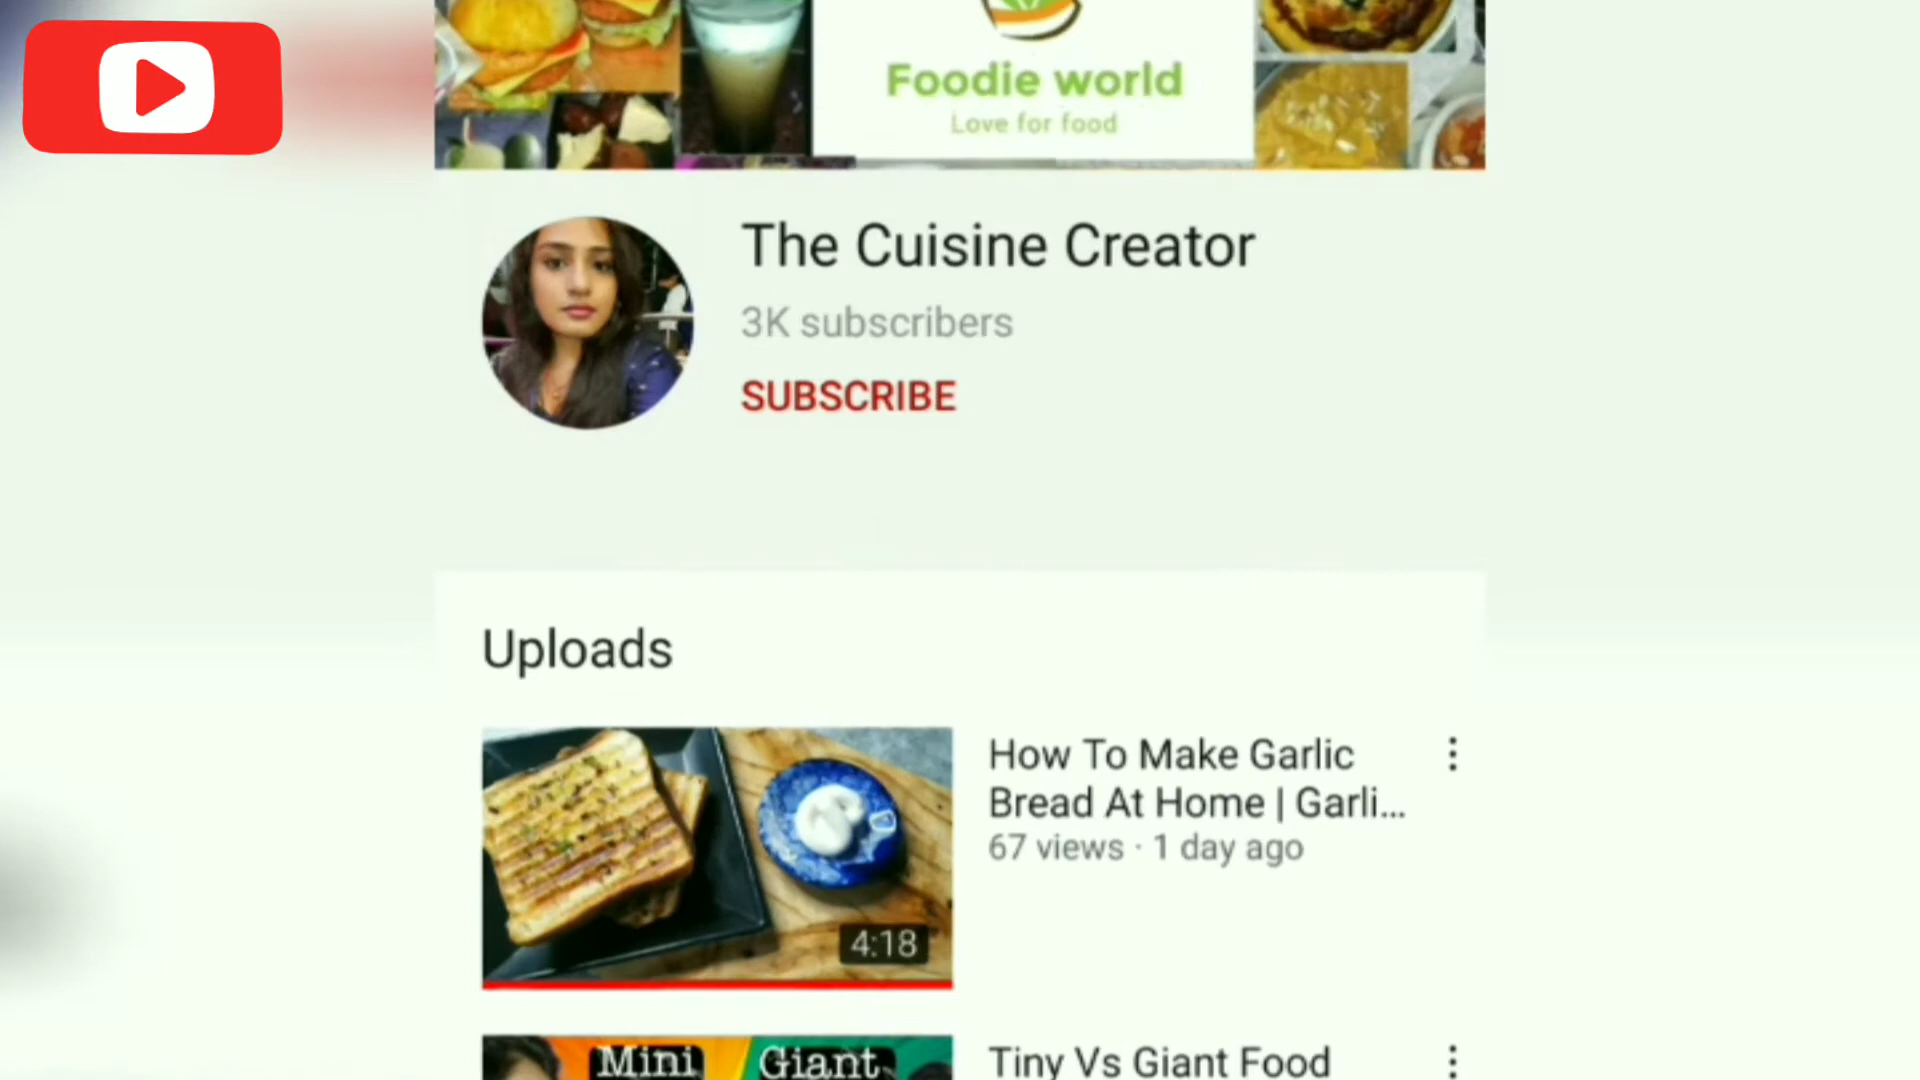 Foodie world
Love for food
The Cuisine Creator
3K subscribers
SUBSCRIBE
Uploads
How To Make Garlic
Bread At Home | Garli...
67 views · 1 day ago
4:18
Mini Giant
Tiny Vs Giant Food